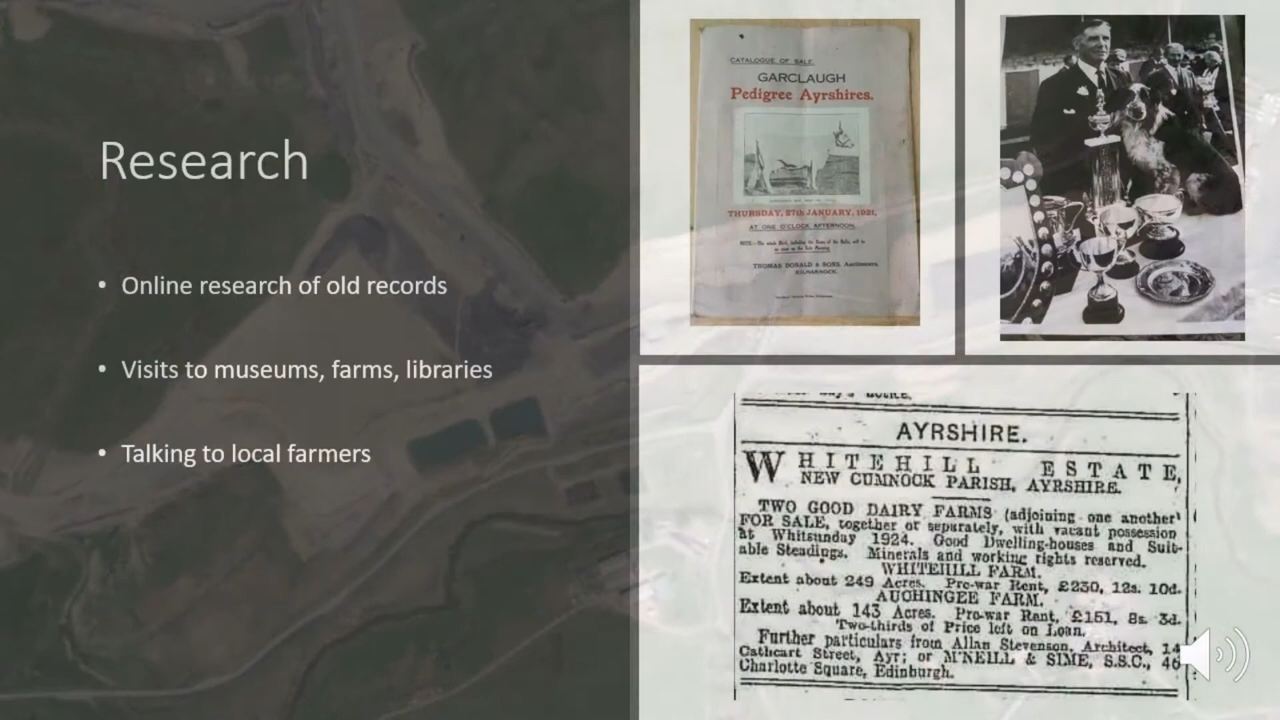 Research
• Online research of old records
• Visits to museums, farms, libraries
• Talking to local farmers
CATALOGUE OF SALE.
GARCLAUGH
Pedigree Ayrshires.
THURSDAY, 27th JANUARY, 1921,
AT ONE O'CLOCK AFTERNOON.
THOMAS DONALD & SONS, Auctioneers,
KILMARNOCK.
AYRSHIRE.
WHITEHILL ESTATE,
NEW CUMNOCK PARISH, AYRSHIRE.
TWO GOOD DAIRY FARMS (adjoining one another)
FOR SALE, together or separately, with vacant possession
at Whitsunday 1924. Good Dwelling-houses and Suit-
able Steadings. Minerals and working rights reserved.
WHITEHILL FARM.
Extent about 249 Acres. Pre-war Rent, £230, 12s. 10d.
AUCHINGEE FARM.
Extent about 143 Acres. Pre-war Rent, £151, 8s. 3d.
Two-thirds of Price left on Loan.
Further particulars from Allan Stevenson, Architect, 14
Cathcart Street, Ayr; or M'NEILL & SIME, S.S.C., 46
Charlotte Square, Edinburgh.